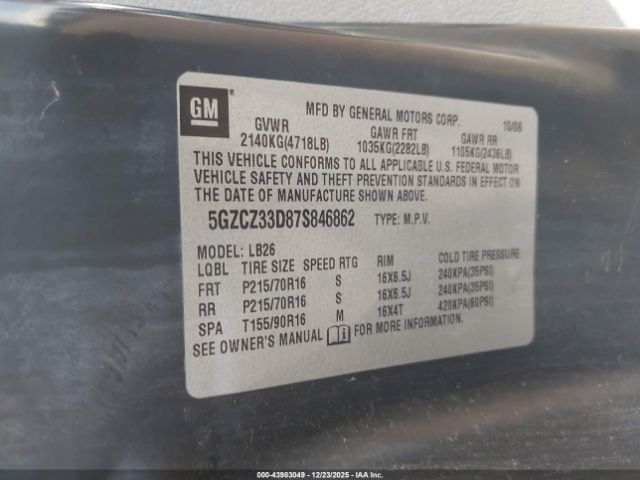 GM
MFD BY GENERAL MOTORS CORP. 10/06
GVWR GAWR FRT GAWR RR
2140KG(4718LB) 1035KG(2282LB) 1105KG(2436LB)
THIS VEHICLE CONFORMS TO ALL APPLICABLE U.S. FEDERAL MOTOR
VEHICLE SAFETY AND THEFT PREVENTION STANDARDS IN EFFECT ON
THE DATE OF MANUFACTURE SHOWN ABOVE.
5GZCZ33D87S846862 TYPE: M.P.V.
MODEL: LB26
LQBL TIRE SIZE SPEED RTG RIM COLD TIRE PRESSURE
FRT P215/70R16 S 16X6.5J 240KPA(35PSI)
RR P215/70R16 S 16X6.5J 240KPA(35PSI)
SPA T155/90R16 M 16X4T 420KPA(60PSI)
SEE OWNER'S MANUAL FOR MORE INFORMATION.
000-43983049 - 12/23/2025 - IAAI.com